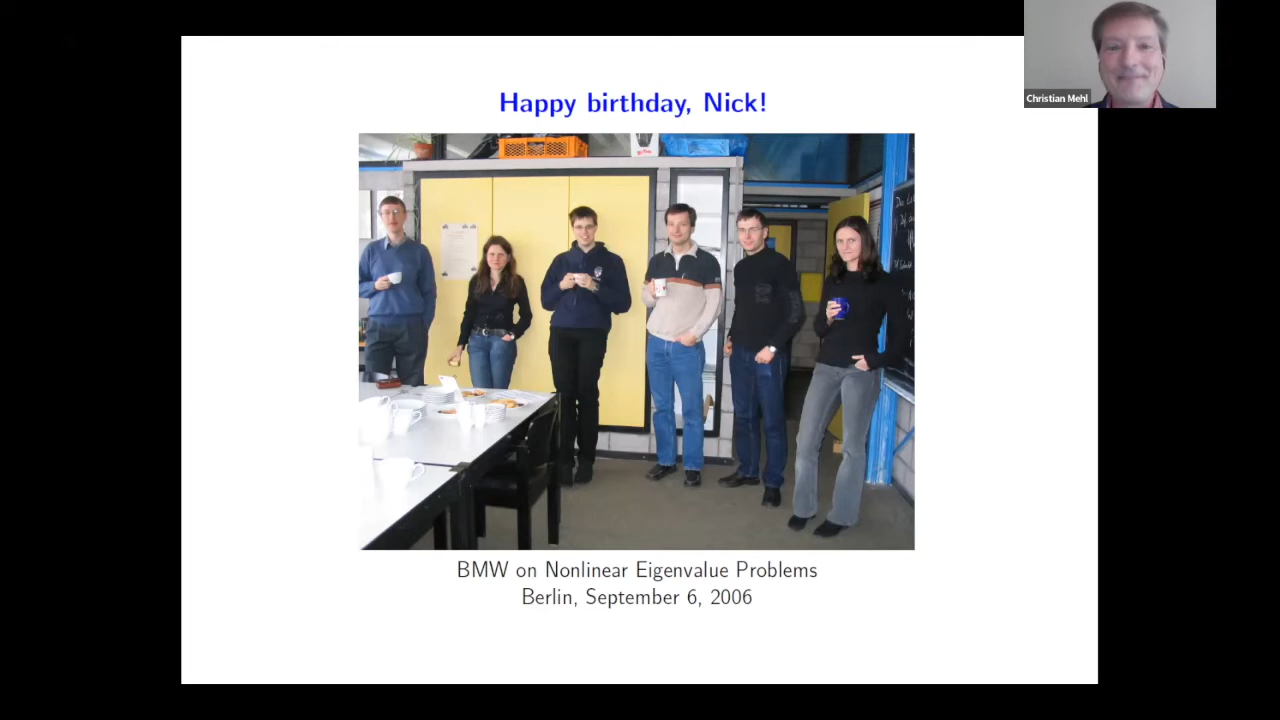 Happy birthday, Nick!
Christian Mehl
BMW on Nonlinear Eigenvalue Problems
Berlin, September 6, 2006